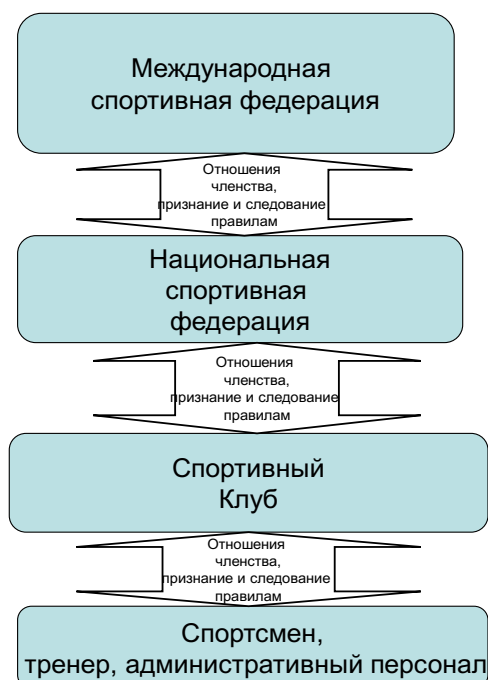 Международная
спортивная федерация
Отношения
членства,
признание и следование
правилам
Национальная
спортивная
федерация
Отношения
членства,
признание и следование
правилам
Спортивный
Клуб
Отношения
членства,
признание и следование
правилам
Спортсмен,
тренер, административный персонал